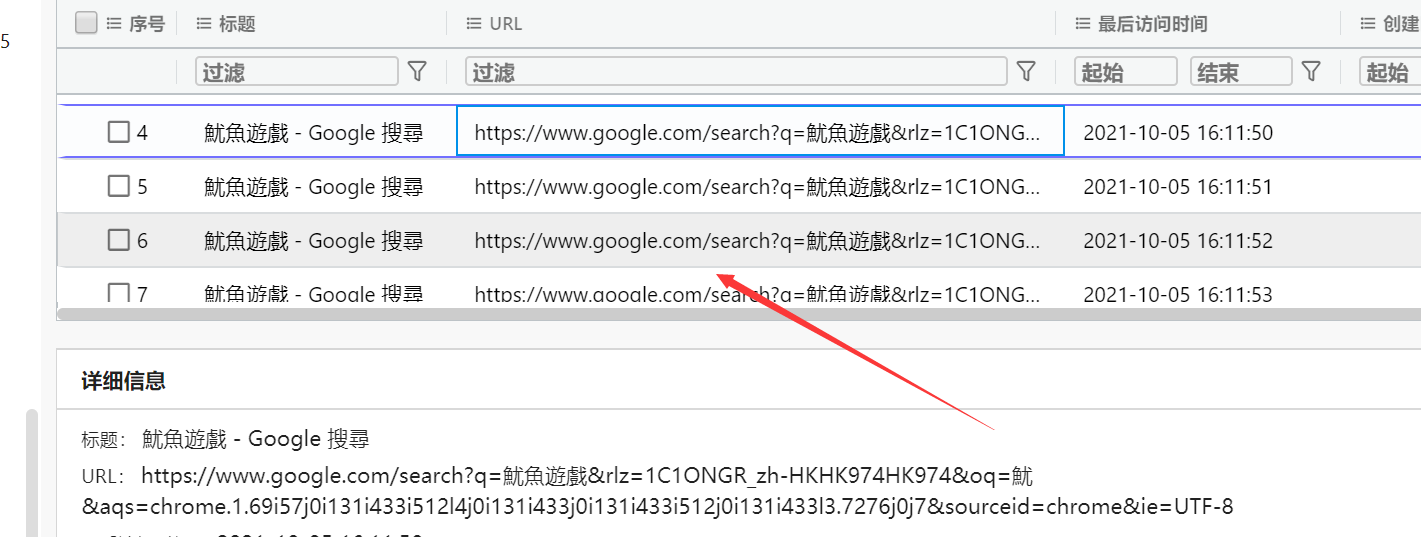 5
序号 标题 URL 最后访问时间 创建
过滤 过滤 起始 结束 起始
4 魷魚遊戲 - Google 搜尋 https://www.google.com/search?q=魷魚遊戲&rlz=1C1ONGR... 2021-10-05 16:11:50
5 魷魚遊戲 - Google 搜尋 https://www.google.com/search?q=魷魚遊戲&rlz=1C1ONGR... 2021-10-05 16:11:51
6 魷魚遊戲 - Google 搜尋 https://www.google.com/search?q=魷魚遊戲&rlz=1C1ONGR... 2021-10-05 16:11:52
7 魷魚遊戲 - Google 搜尋 https://www.google.com/search?q=魷魚遊戲&rlz=1C1ONGR... 2021-10-05 16:11:53
详细信息
标题： 魷魚遊戲 - Google 搜尋
URL： https://www.google.com/search?q=魷魚遊戲&rlz=1C1ONGR_zh-HKHK974HK974&oq=魷
&aqs=chrome.1.69i57j0i131i433i512l4j0i131i433j0i131i433i512j0i131i433l3.7276j0j7&sourceid=chrome&ie=UTF-8